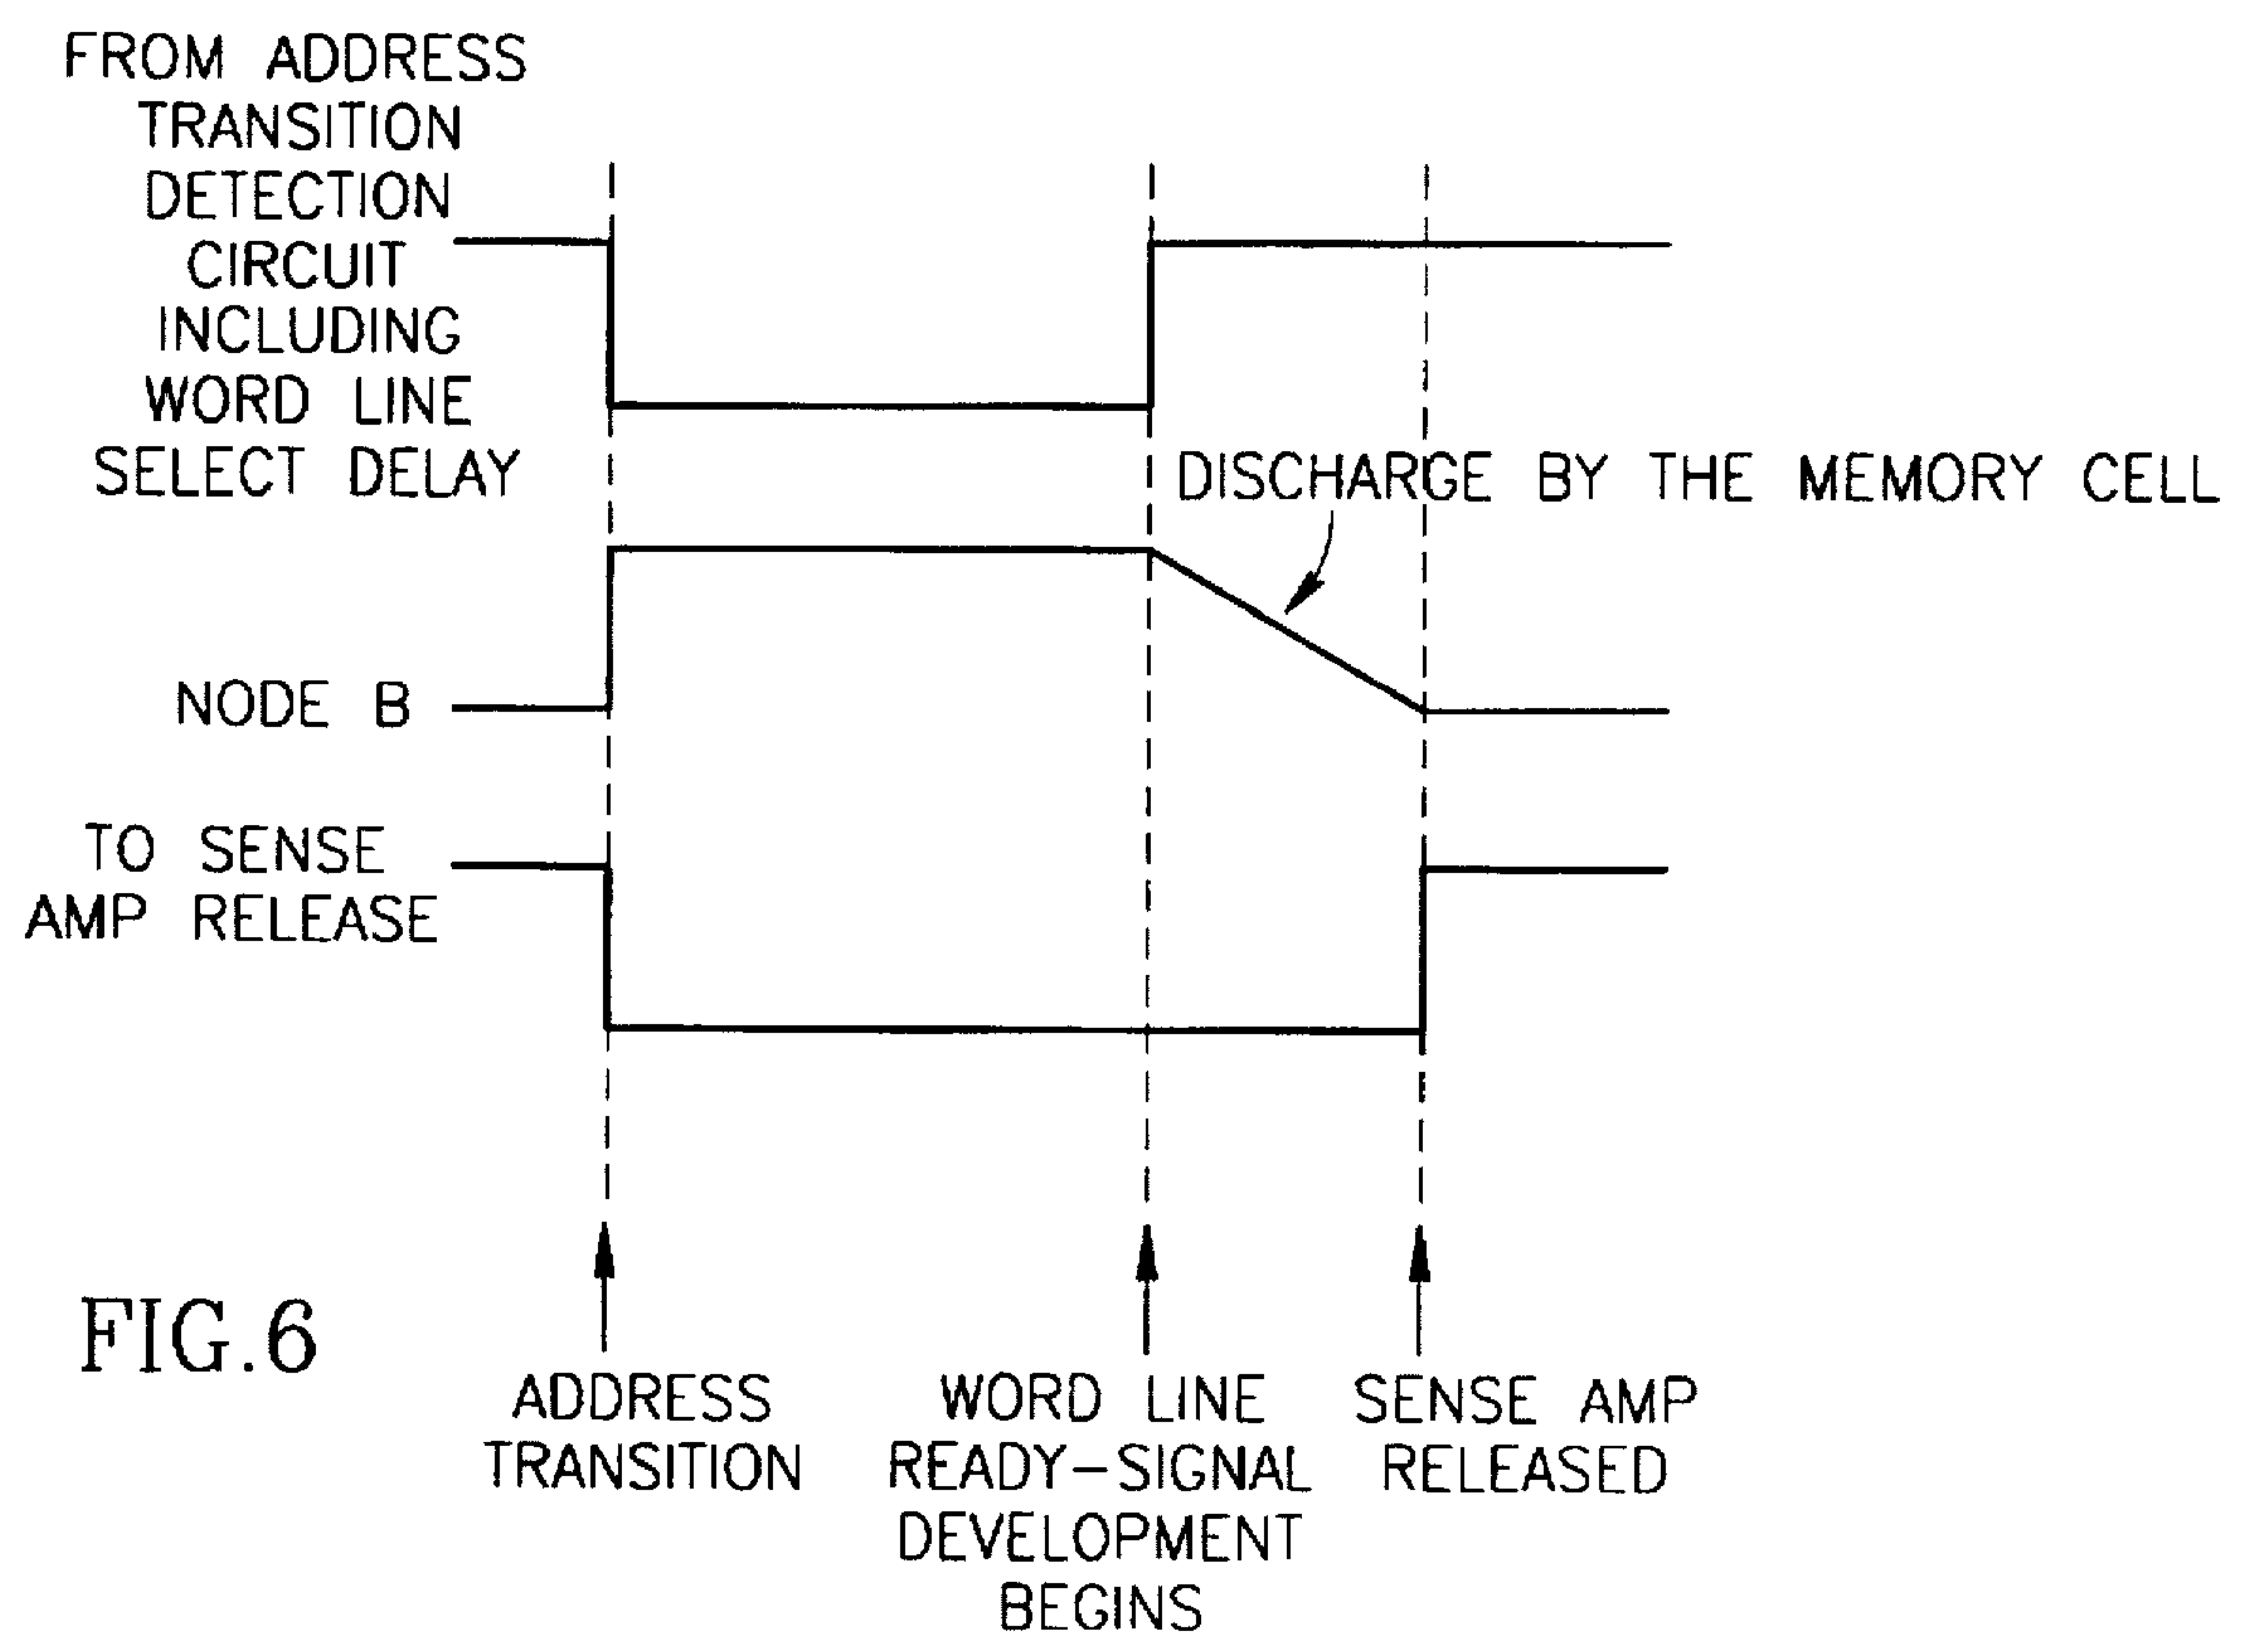 FROM ADDRESS
TRANSITION
DETECTION
CIRCUIT
INCLUDING
WORD LINE
SELECT DELAY
DISCHARGE BY THE MEMORY CELL
NODE B
TO SENSE
AMP RELEASE
FIG.6
ADDRESS
TRANSITION
WORD LINE
READY-SIGNAL
DEVELOPMENT
BEGINS
SENSE AMP
RELEASED